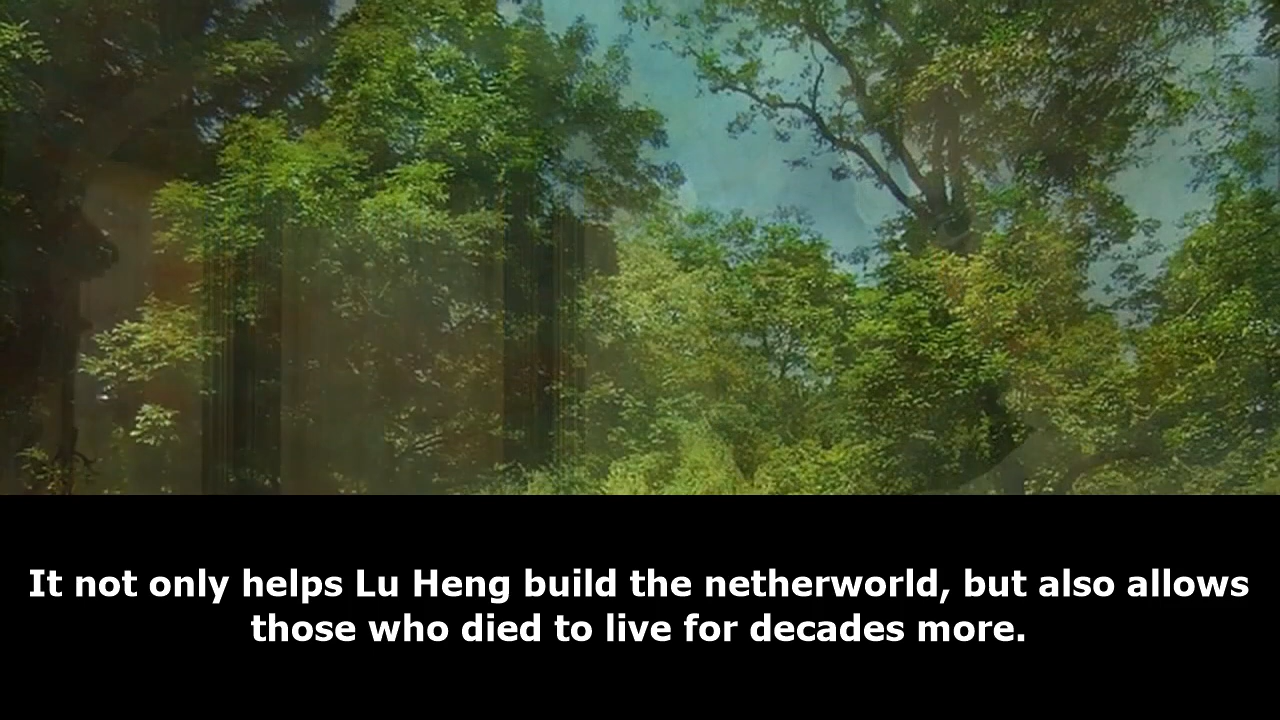 It not only helps Lu Heng build the netherworld, but also allows
those who died to live for decades more.